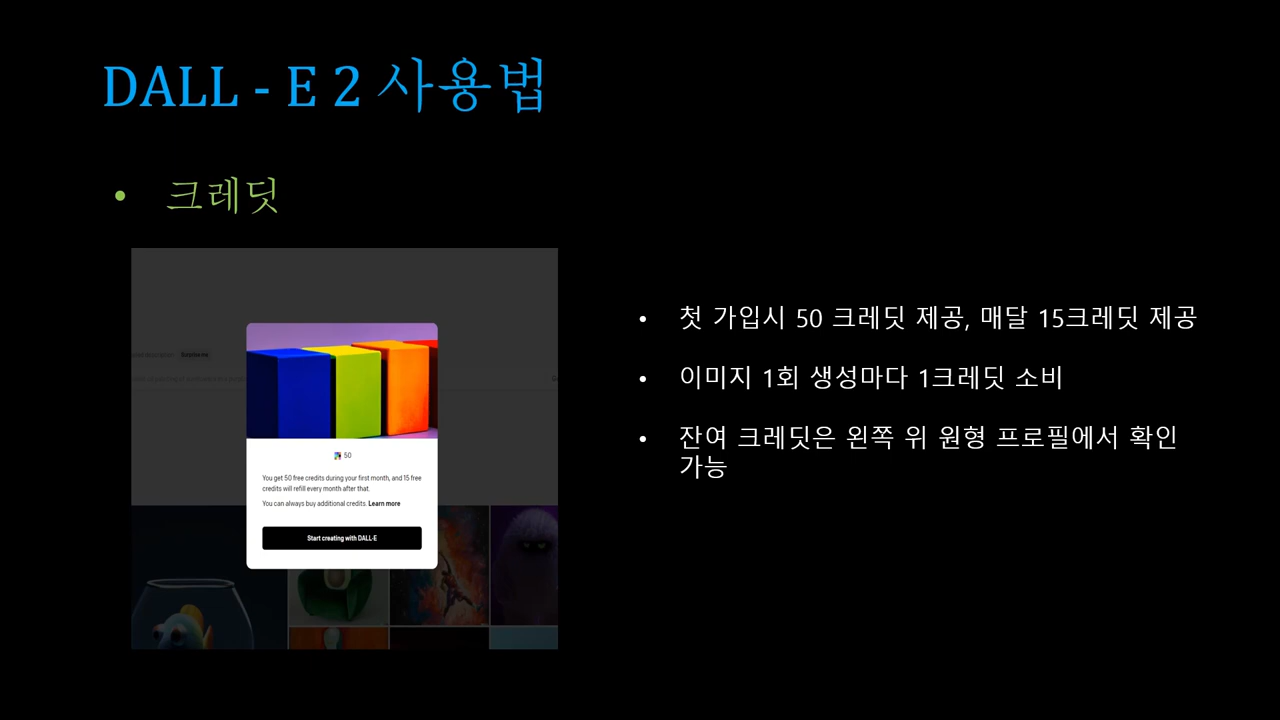 DALL - E 2 사용법
• 크레딧
• 첫 가입시 50 크레딧 제공, 매달 15크레딧 제공
• 이미지 1회 생성마다 1크레딧 소비
• 잔여 크레딧은 왼쪽 위 원형 프로필에서 확인
가능
50
You get 50 free credits during your first month, and 15 free
credits will refill every month after that.
You can always buy additional credits. Learn more
Start creating with DALL·E